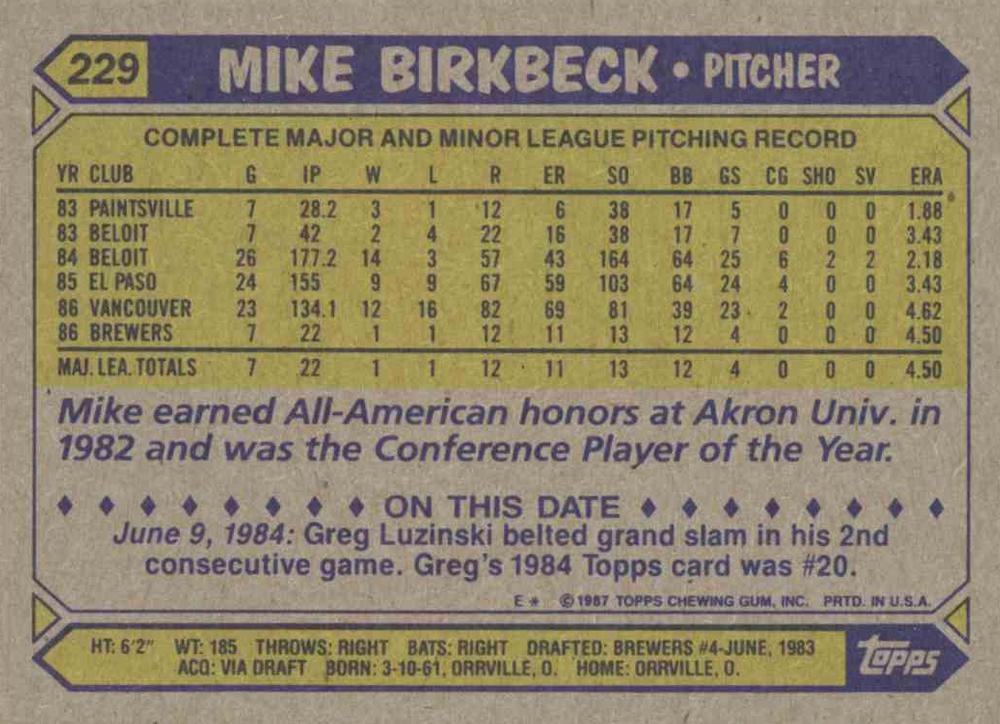 229 MIKE BIRKBECK • PITCHER
COMPLETE MAJOR AND MINOR LEAGUE PITCHING RECORD
YR CLUB G IP W L R ER SO BB GS CG SHO SV ERA
83 PAINTSVILLE 7 28.2 3 1 12 6 38 17 5 0 0 0 1.88
83 BELOIT 7 42 2 4 22 16 38 17 7 0 0 0 3.43
84 BELOIT 26 177.2 14 3 57 43 164 64 25 6 2 2 2.18
85 EL PASO 24 155 9 9 67 59 103 64 24 4 0 0 3.43
86 VANCOUVER 23 134.1 12 16 82 69 81 39 23 2 0 0 4.62
86 BREWERS 7 22 1 1 12 11 13 12 4 0 0 0 4.50
MAJ. LEA. TOTALS 7 22 1 1 12 11 13 12 4 0 0 0 4.50
Mike earned All-American honors at Akron Univ. in
1982 and was the Conference Player of the Year.
ON THIS DATE
June 9, 1984: Greg Luzinski belted grand slam in his 2nd
consecutive game. Greg's 1984 Topps card was #20.
E * © 1987 TOPPS CHEWING GUM, INC. PRTD. IN U.S.A.
HT: 6'2" WT: 185 THROWS: RIGHT BATS: RIGHT DRAFTED: BREWERS #4-JUNE, 1983
ACQ: VIA DRAFT BORN: 3-10-61, ORRVILLE, O. HOME: ORRVILLE, O.
Topps